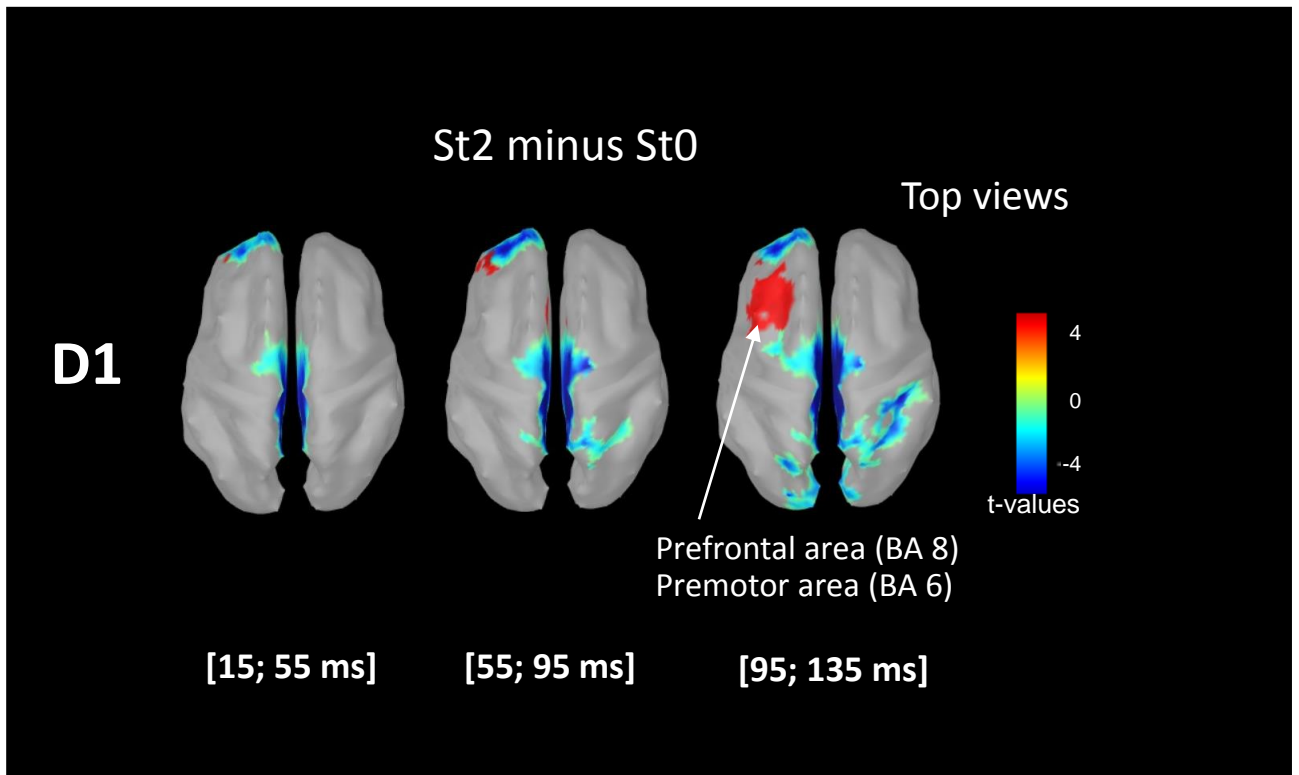 St2 minus St0
Top views
D1
4
0
-4
t-values
Prefrontal area (BA 8)
Premotor area (BA 6)
[15; 55 ms]
[55; 95 ms]
[95; 135 ms]